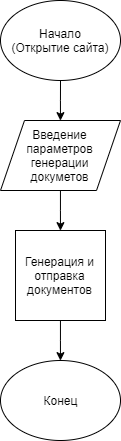 Начало
(Открытие сайта)
Введение
параметров
генерации
докуметов
Генерация и
отправка
документов
Конец